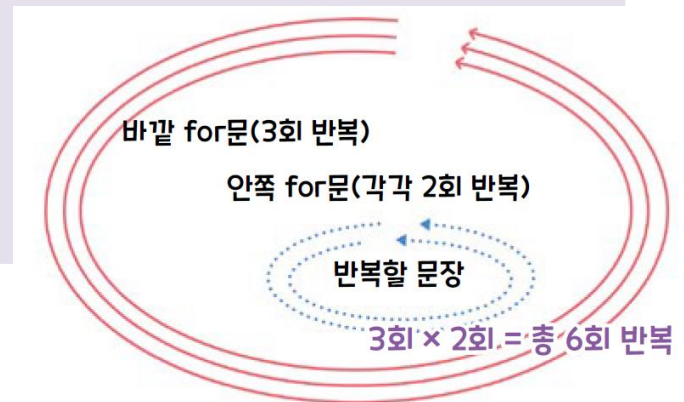 바깥 for문(3회 반복)
안쪽 for문(각각 2회 반복)
반복할 문장
3회 × 2회 = 총 6회 반복